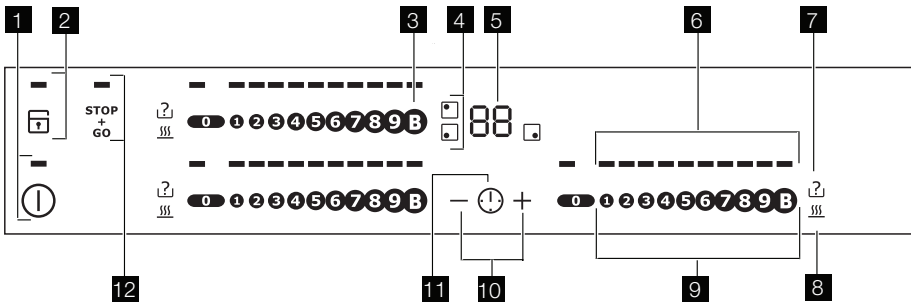 1 2 3 4 5 6 7
STOP
+
GO
? 0 1 2 3 4 5 6 7 8 9 B 88
? 0 1 2 3 4 5 6 7 8 9 B − + 0 1 2 3 4 5 6 7 8 9 B ?
12 11 10 9 8